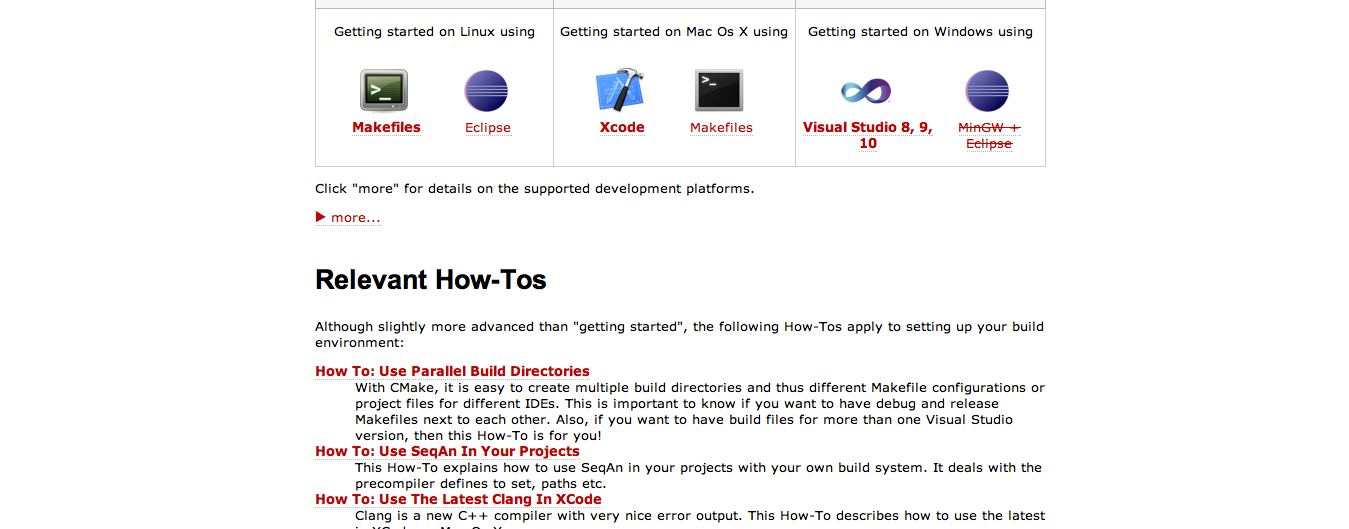 Getting started on Linux using
Getting started on Mac Os X using
Getting started on Windows using
Makefiles
Eclipse
Xcode
Makefiles
Visual Studio 8, 9,
10
MinGW +
Eclipse
Click "more" for details on the supported development platforms.
more...
Relevant How-Tos
Although slightly more advanced than "getting started", the following How-Tos apply to setting up your build
environment:
How To: Use Parallel Build Directories
With CMake, it is easy to create multiple build directories and thus different Makefile configurations or
project files for different IDEs. This is important to know if you want to have debug and release
Makefiles next to each other. Also, if you want to have build files for more than one Visual Studio
version, then this How-To is for you!
How To: Use SeqAn In Your Projects
This How-To explains how to use SeqAn in your projects with your own build system. It deals with the
precompiler defines to set, paths etc.
How To: Use The Latest Clang In XCode
Clang is a new C++ compiler with very nice error output. This How-To describes how to use the latest